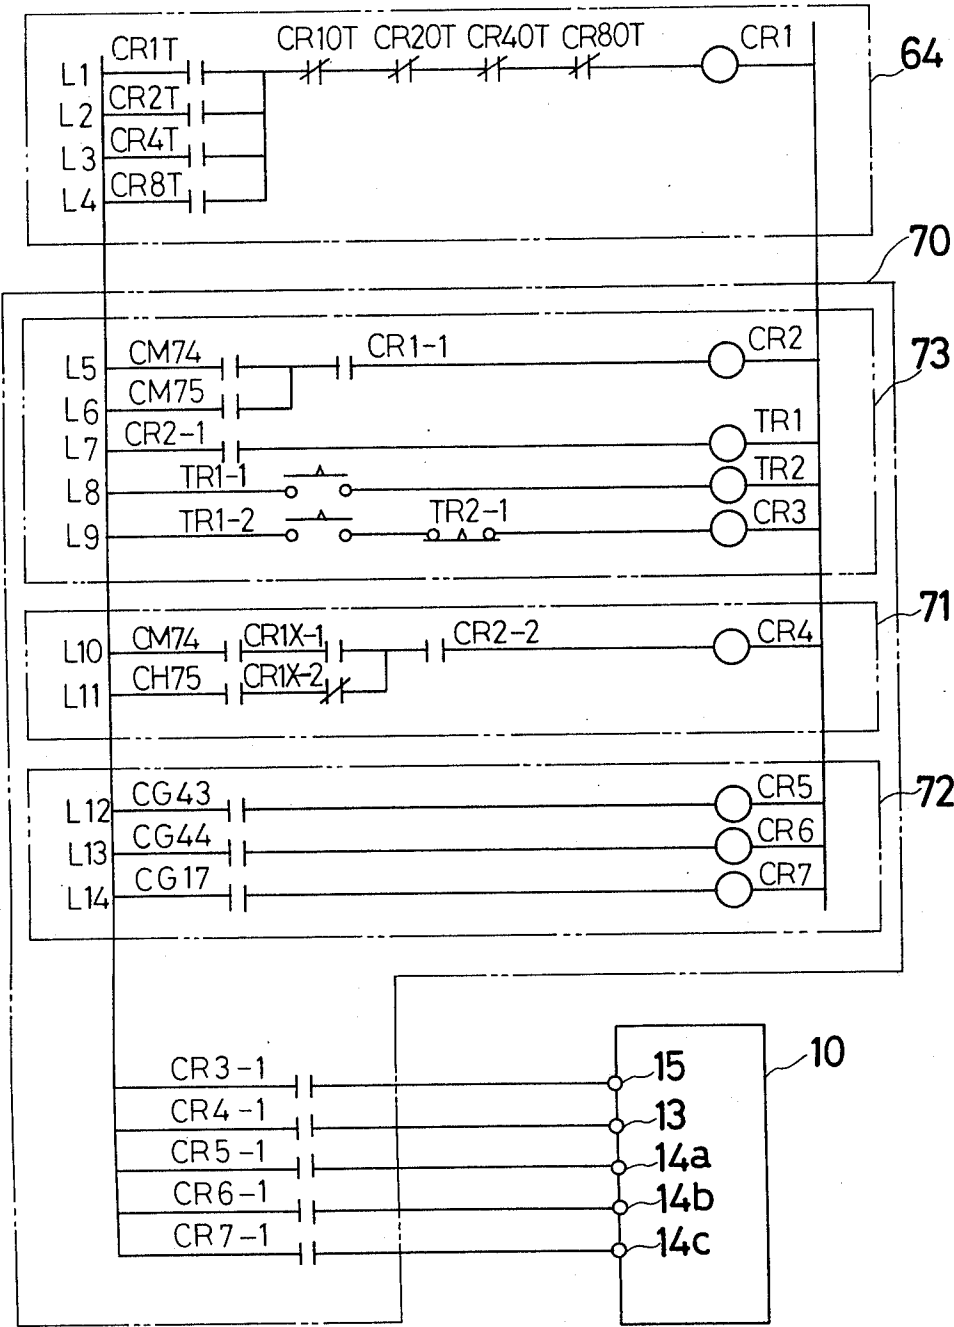 CR1T CR10T CR20T CR40T CR80T CR1
L1
64
CR2T
L2
CR4T
L3
CR8T
L4
70
CM74 CR1-1 CR2
L5
73
CM75
L6
CR2-1 TR1
L7
TR1-1 TR2
L8
TR1-2 TR2-1 CR3
L9
71
CM74 CR1X-1 CR2-2 CR4
L10
CH75 CR1X-2
L11
72
CG43 CR5
L12
CG44 CR6
L13
CG17 CR7
L14
10
CR3-1 15
CR4-1 13
CR5-1 14a
CR6-1 14b
CR7-1 14c